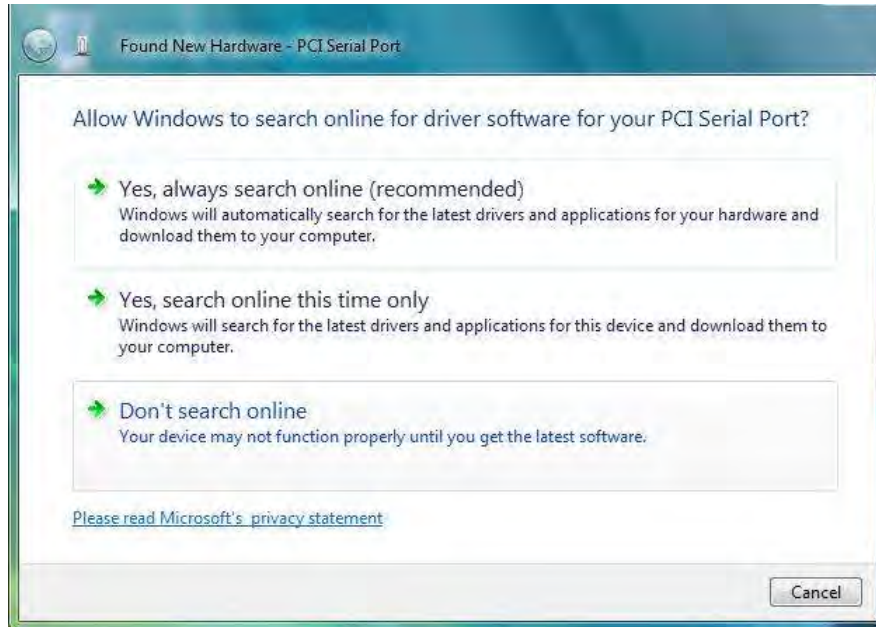 Found New Hardware - PCI Serial Port
Allow Windows to search online for driver software for your PCI Serial Port?
Yes, always search online (recommended)
Windows will automatically search for the latest drivers and applications for your hardware and
download them to your computer.
Yes, search online this time only
Windows will search for the latest drivers and applications for this device and download them to
your computer.
Don't search online
Your device may not function properly until you get the latest software.
Please read Microsoft's privacy statement
Cancel